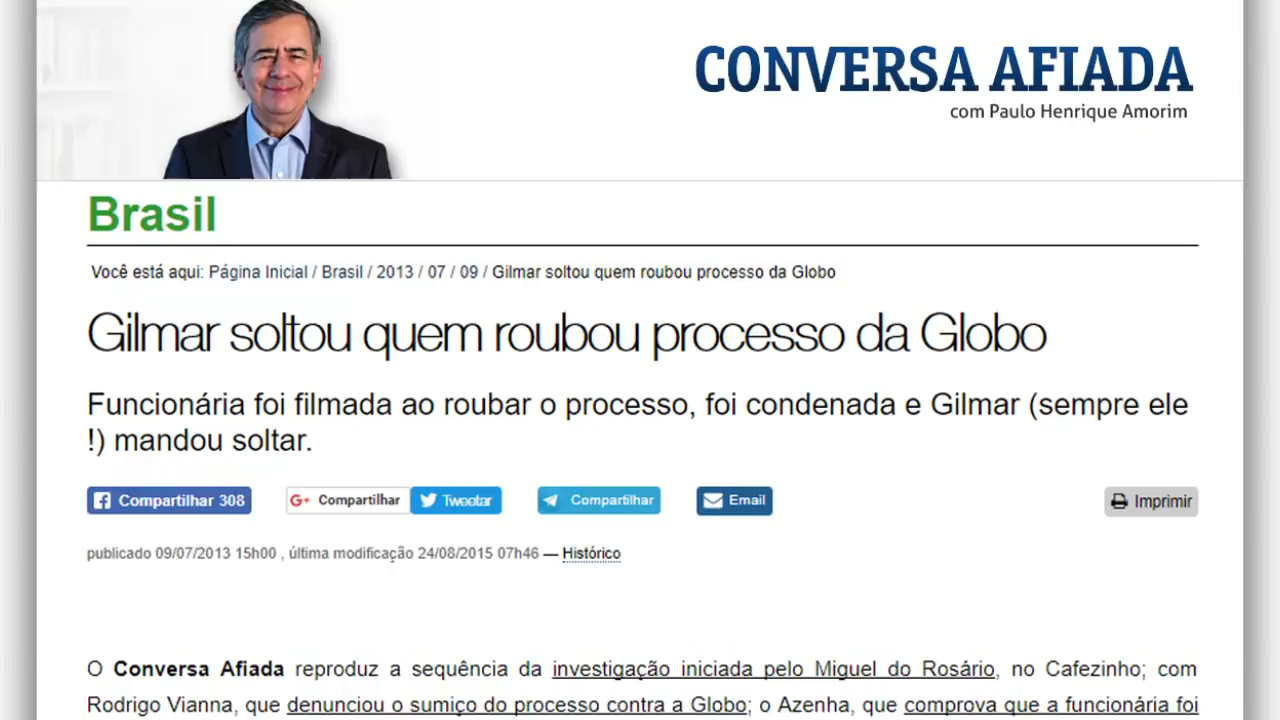 CONVERSA AFIADA
com Paulo Henrique Amorim
Brasil
Você está aqui: Página Inicial / Brasil / 2013 / 07 / 09 / Gilmar soltou quem roubou processo da Globo
Gilmar soltou quem roubou processo da Globo
Funcionária foi filmada ao roubar o processo, foi condenada e Gilmar (sempre ele
!) mandou soltar.
Compartilhar 308 G+ Compartilhar Tweetar Compartilhar Email Imprimir
publicado 09/07/2013 15h00 , última modificação 24/08/2015 07h46 — Histórico
O Conversa Afiada reproduz a sequência da investigação iniciada pelo Miguel do Rosário, no Cafezinho; com
Rodrigo Vianna, que denunciou o sumiço do processo contra a Globo; o Azenha, que comprova que a funcionária foi